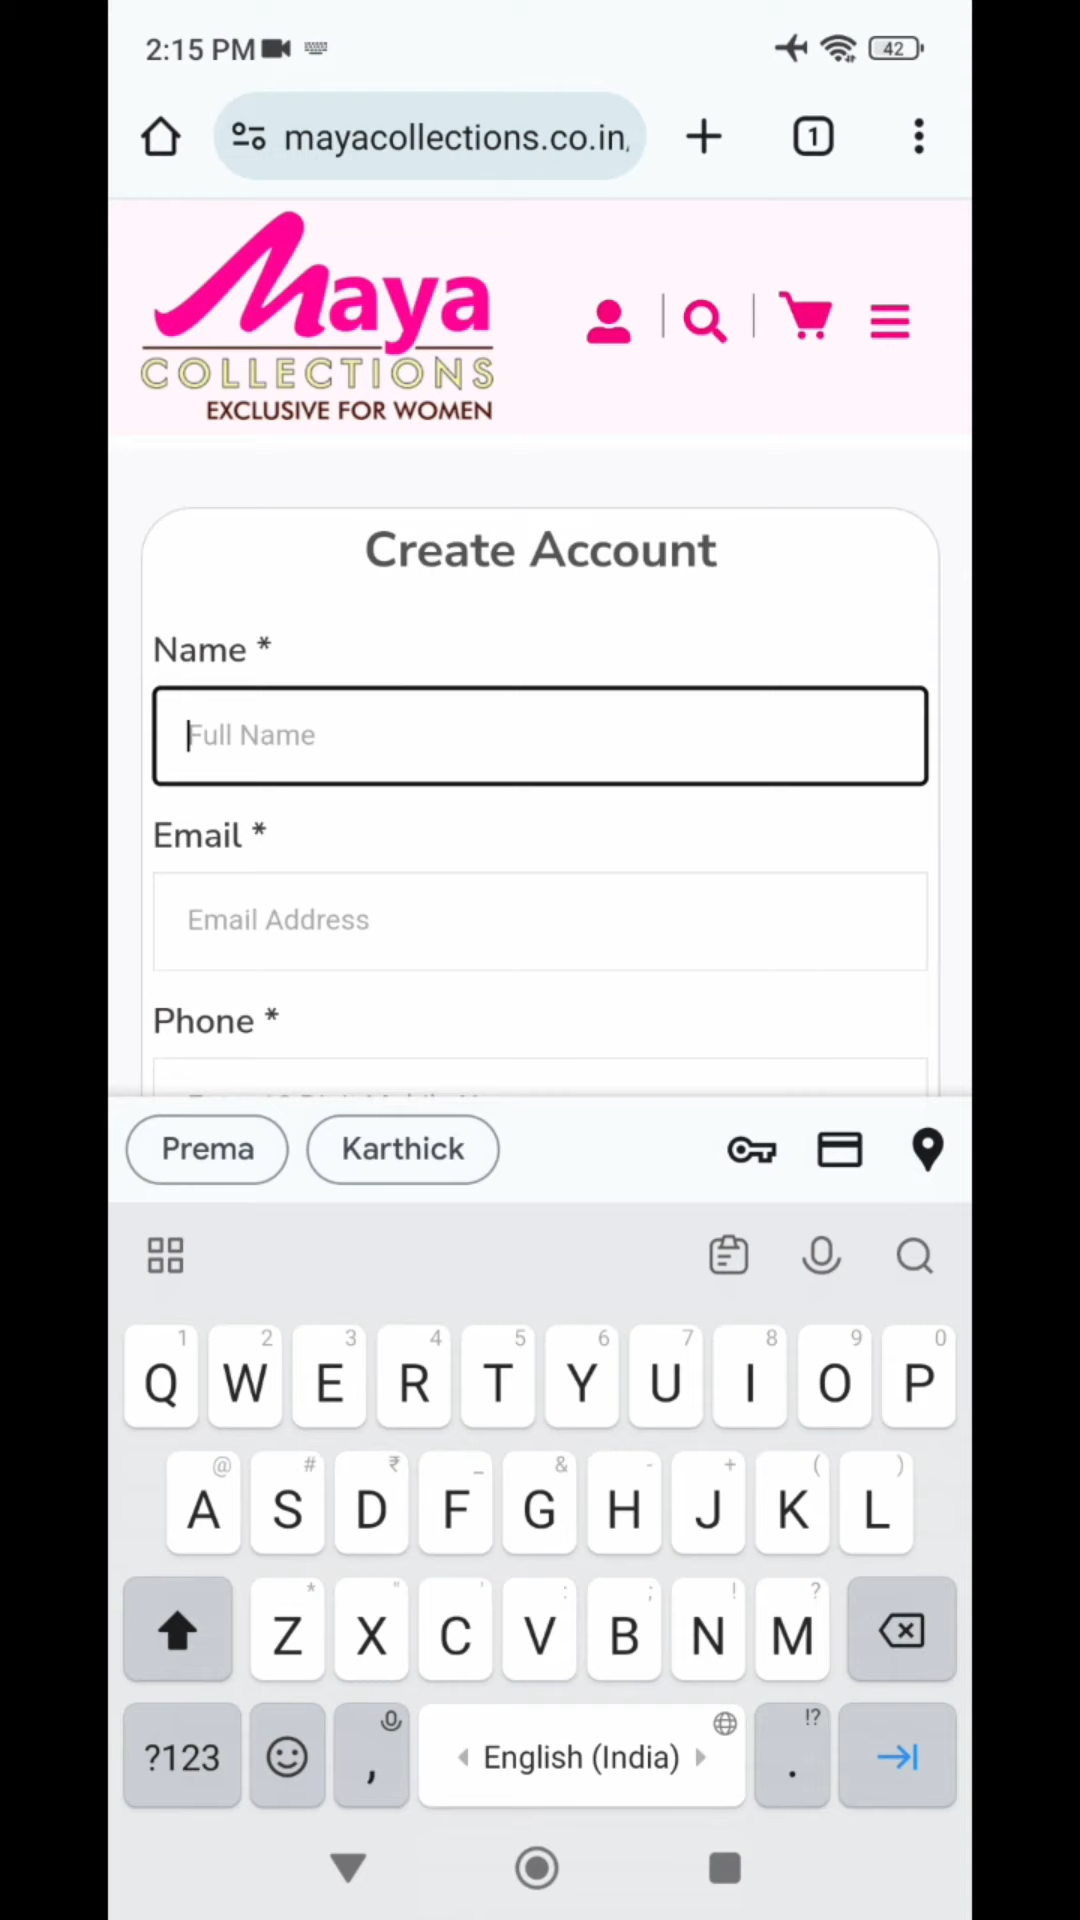 2:15 PM
42
mayacollections.co.in
1
Maya
COLLECTIONS
EXCLUSIVE FOR WOMEN
Create Account
Name *
Full Name
Email *
Email Address
Phone *
Prema Karthick
1 2 3 4 5 6 7 8 9 0
Q W E R T Y U I O P
@ # ₹ _ & - + ( )
A S D F G H J K L
* " ' : ; ! ?
Z X C V B N M
!?
?123 , English (India) .